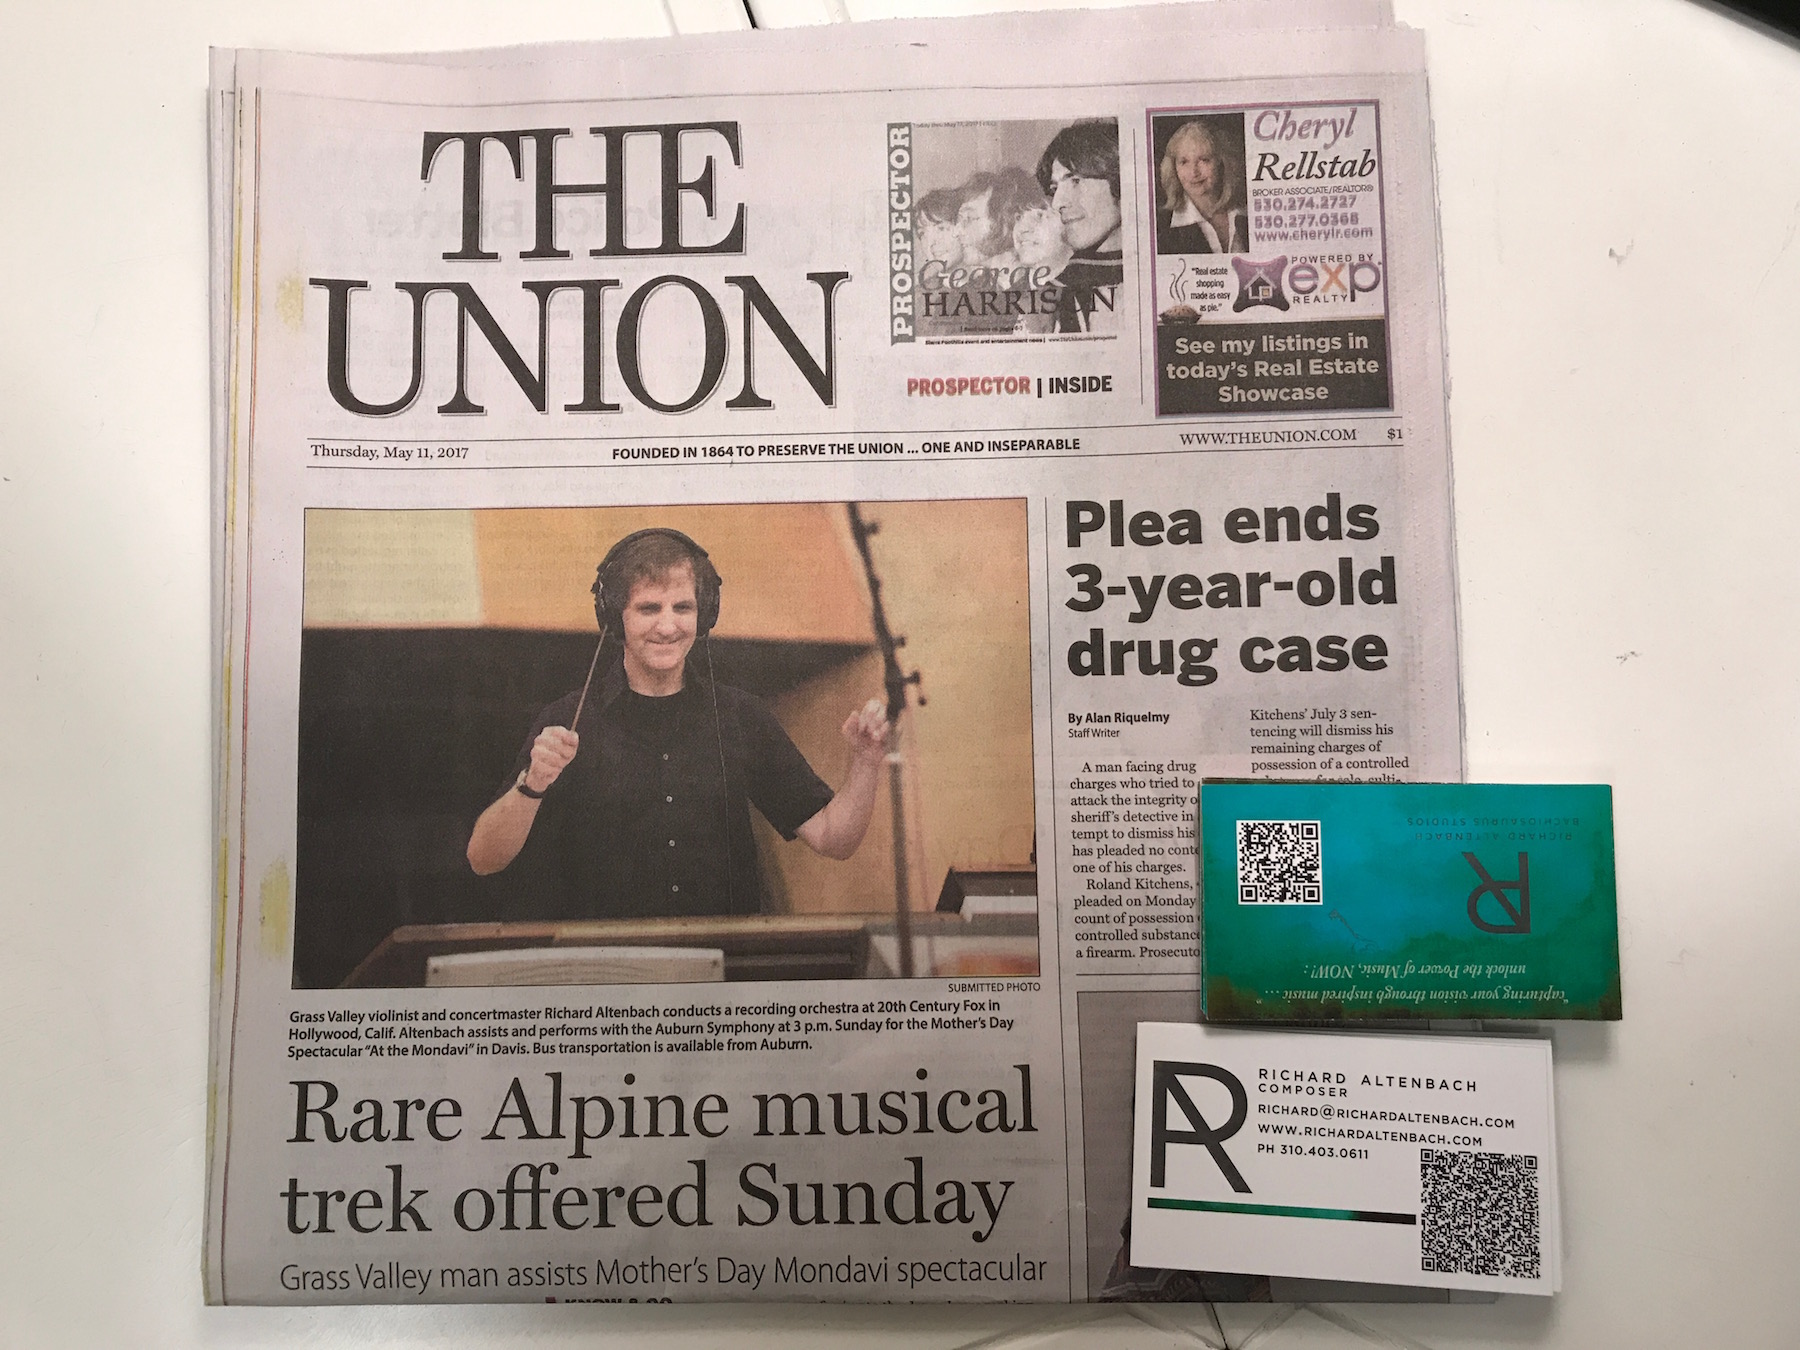 THE
UNION
PROSPECTOR
George
HARRISON
PROSPECTOR | INSIDE
Cheryl
Rellstab
BROKER ASSOCIATE/REALTOR®
530.274.2727
530.277.0368
www.cherylr.com
"Real estate
shopping
made as easy
as pie."
POWERED BY
exp
REALTY
See my listings in
today's Real Estate
Showcase
Thursday, May 11, 2017
FOUNDED IN 1864 TO PRESERVE THE UNION ... ONE AND INSEPARABLE
WWW.THEUNION.COM $1
SUBMITTED PHOTO
Grass Valley violinist and concertmaster Richard Altenbach conducts a recording orchestra at 20th Century Fox in
Hollywood, Calif. Altenbach assists and performs with the Auburn Symphony at 3 p.m. Sunday for the Mother's Day
Spectacular "At the Mondavi" in Davis. Bus transportation is available from Auburn.
Rare Alpine musical
trek offered Sunday
Grass Valley man assists Mother's Day Mondavi spectacular
KNOW & GO
Plea ends
3-year-old
drug case
By Alan Riquelmy
Staff Writer
A man facing drug
charges who tried to
attack the integrity
sheriff's detective in
tempt to dismiss his
has pleaded no
one of his charges.
Roland Kitchens,
pleaded on Monday
count of possession
controlled substance
a firearm.
Kitchens' July 3 sen-
tencing will dismiss his
remaining charges of
possession of a controlled
RICHARD ALTENBACH
BACHIOSAURUS STUDIOS
RA
"capturing your vision through inspired music ...
unlock the Power of Music, NOW!
RA
RICHARD ALTENBACH
COMPOSER
RICHARD@RICHARDALTENBACH.COM
WWW.RICHARDALTENBACH.COM
PH 310.403.0611